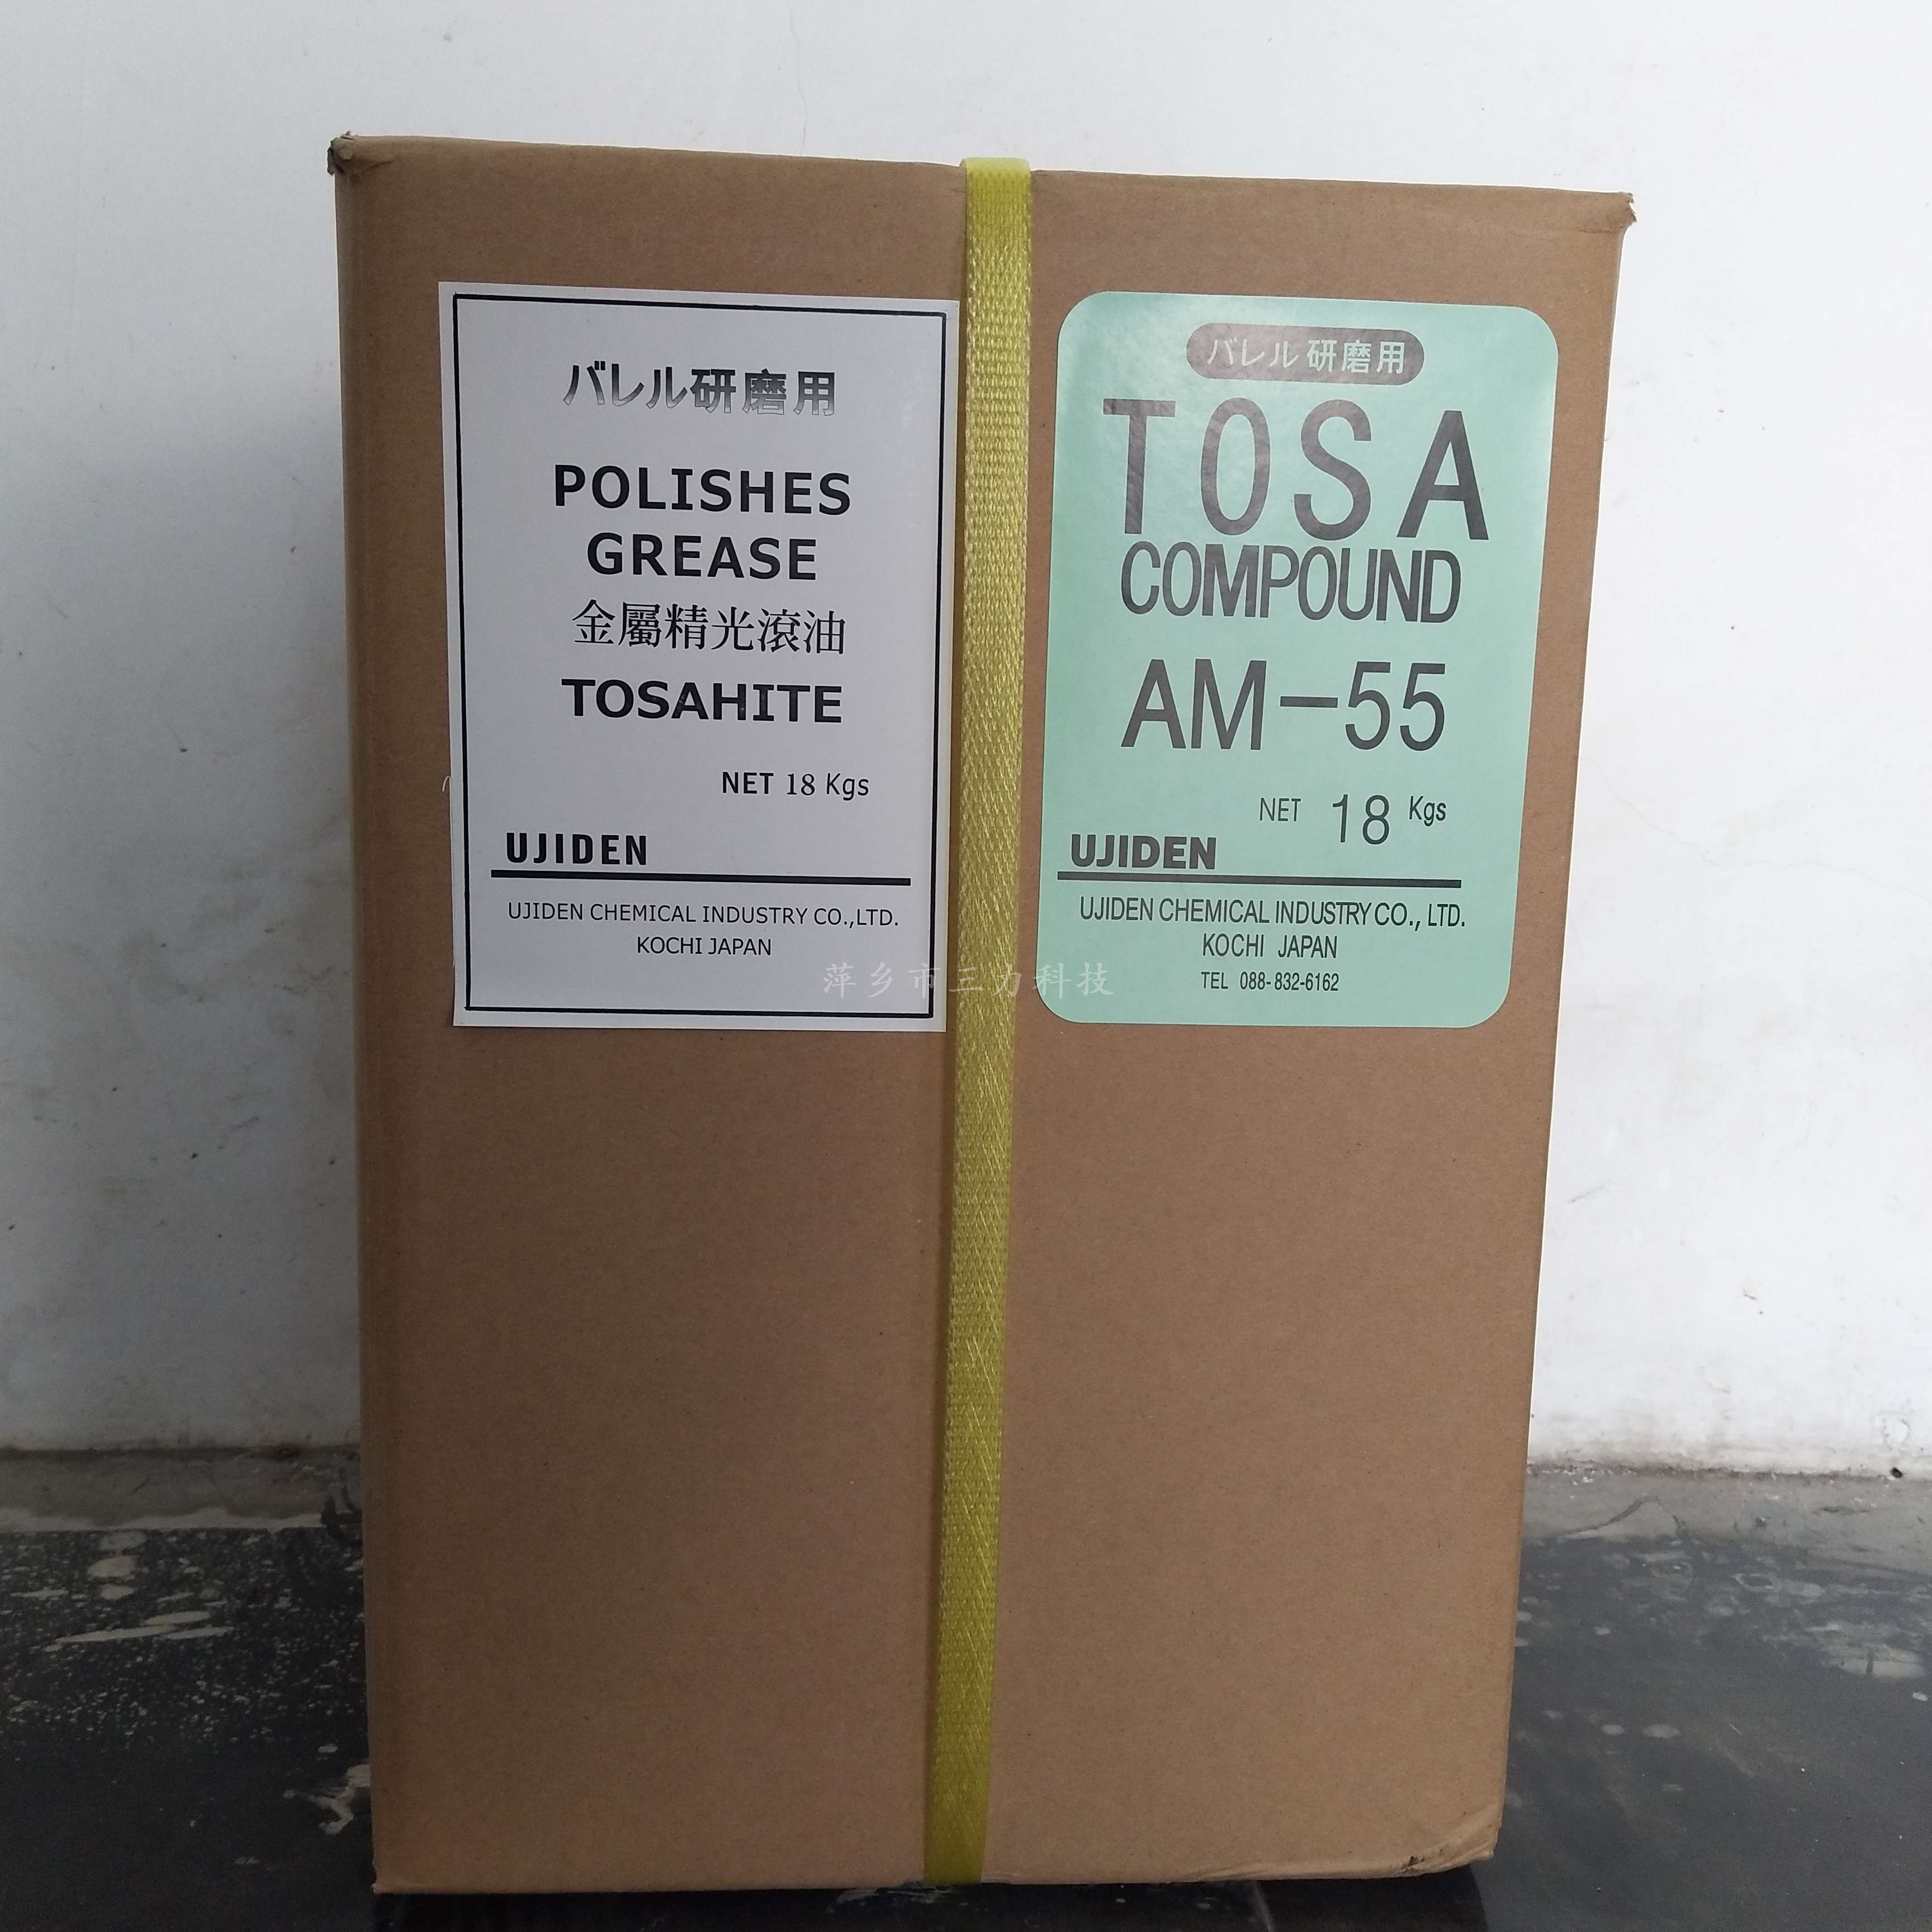 バレル研磨用
POLISHES
GREASE
金屬精光滾油
TOSAHITE
NET 18 Kgs
UJIDEN
UJIDEN CHEMICAL INDUSTRY CO.,LTD.
KOCHI JAPAN
バレル研磨用
TOSA
COMPOUND
AM-55
NET 18 Kgs
UJIDEN
UJIDEN CHEMICAL INDUSTRY CO., LTD.
KOCHI JAPAN
TEL 088-832-6162
萍乡市三力科技